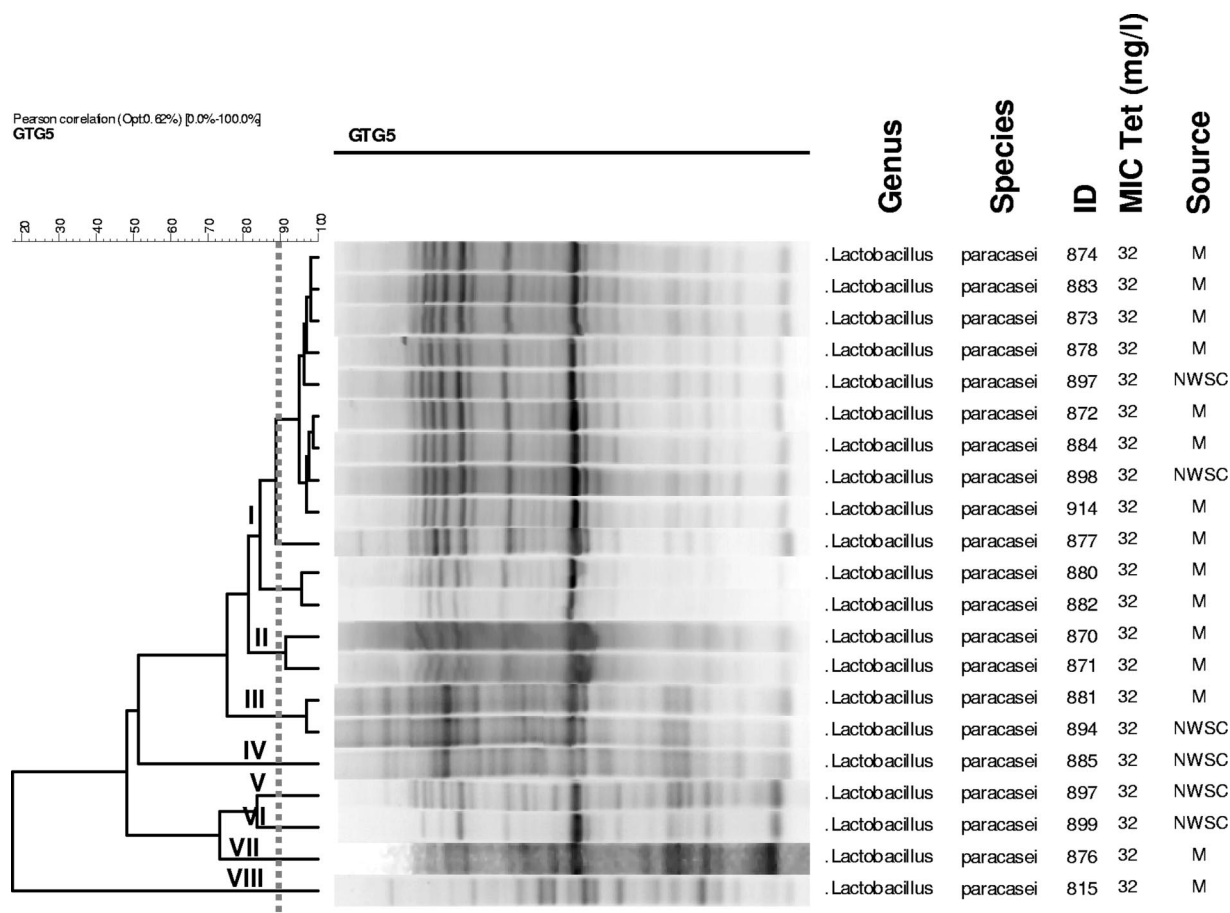 Pearson correlation (Opt:0.62%) [0.0%-100.0%]
GTG5
GTG5
Genus
Species
ID
MIC Tet (mg/l)
Source
20 30 40 50 60 70 80 90 100
.Lactobacillus paracasei 874 32 M
.Lactobacillus paracasei 883 32 M
.Lactobacillus paracasei 873 32 M
.Lactobacillus paracasei 878 32 M
.Lactobacillus paracasei 897 32 NWSC
.Lactobacillus paracasei 872 32 M
.Lactobacillus paracasei 884 32 M
.Lactobacillus paracasei 898 32 NWSC
I .Lactobacillus paracasei 914 32 M
.Lactobacillus paracasei 877 32 M
.Lactobacillus paracasei 880 32 M
.Lactobacillus paracasei 882 32 M
II .Lactobacillus paracasei 870 32 M
.Lactobacillus paracasei 871 32 M
III .Lactobacillus paracasei 881 32 M
.Lactobacillus paracasei 894 32 NWSC
IV .Lactobacillus paracasei 885 32 NWSC
V .Lactobacillus paracasei 897 32 NWSC
VI .Lactobacillus paracasei 899 32 NWSC
VII .Lactobacillus paracasei 876 32 M
VIII .Lactobacillus paracasei 815 32 M